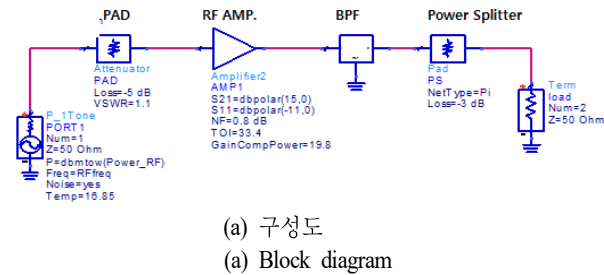 PAD
RF AMP.
BPF
Power Splitter
Attenuator
PAD
Loss=-5 dB
VSWR=1.1
Amplifier2
AMP1
S21=dbpolar(15,0)
S11=dbpolar(-11,0)
NF=0.8 dB
TOI=33.4
GainCompPower=19.8
Pad
PS
NetType=Pi
Loss=-3 dB
Term
load
Num=2
Z=50 Ohm
P_1Tone
PORT1
Num=1
Z=50 Ohm
P=dbmtow(Power_RF)
Freq=RFfreq
Noise=yes
Temp=16.85
(a) 구성도
(a) Block diagram